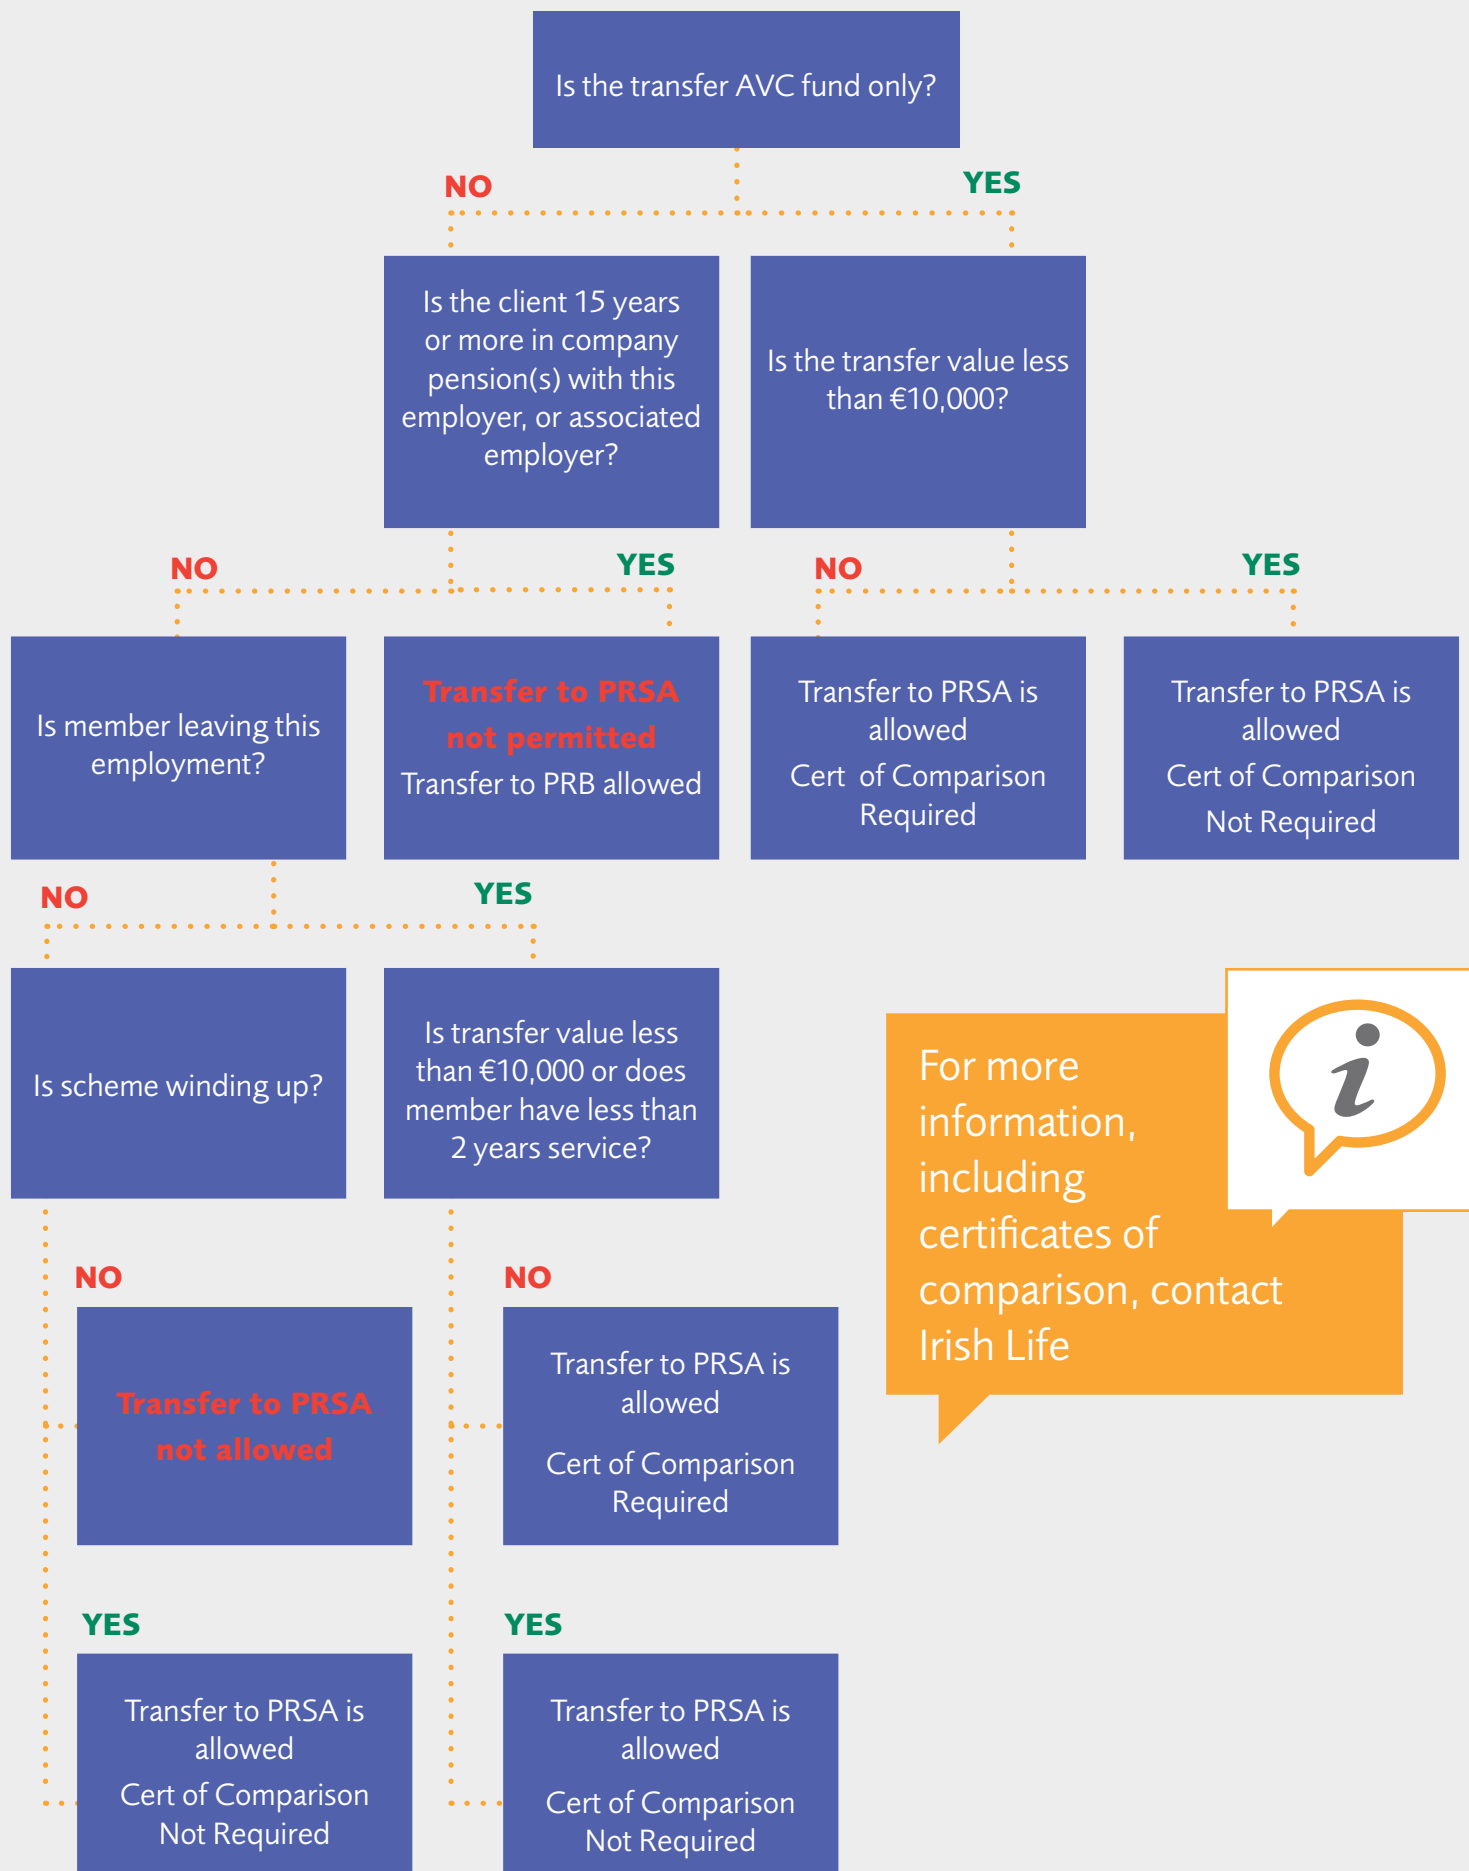 Is the transfer AVC fund only?
NO
YES
Is the client 15 years
or more in company
pension(s) with this
employer, or associated
employer?
Is the transfer value less
than €10,000?
NO
YES
NO
YES
Is member leaving this
employment?
Transfer to PRSA
not permitted
Transfer to PRB allowed
Transfer to PRSA is
allowed
Cert of Comparison
Required
Transfer to PRSA is
allowed
Cert of Comparison
Not Required
NO
YES
Is scheme winding up?
Is transfer value less
than €10,000 or does
member have less than
2 years service?
For more
information,
including
certificates of
comparison, contact
Irish Life
i
NO
NO
Transfer to PRSA
not allowed
Transfer to PRSA is
allowed
Cert of Comparison
Required
YES
YES
Transfer to PRSA is
allowed
Cert of Comparison
Not Required
Transfer to PRSA is
allowed
Cert of Comparison
Not Required